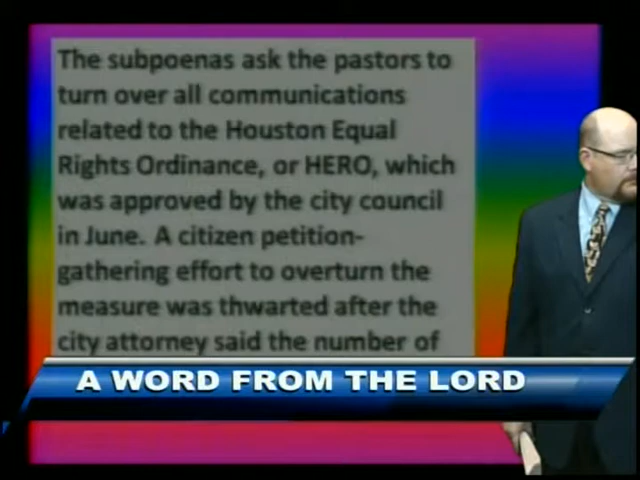 The subpoenas ask the pastors to
turn over all communications
related to the Houston Equal
Rights Ordinance, or HERO, which
was approved by the city council
in June. A citizen petition-
gathering effort to overturn the
measure was thwarted after the
city attorney said the number of
A WORD FROM THE LORD